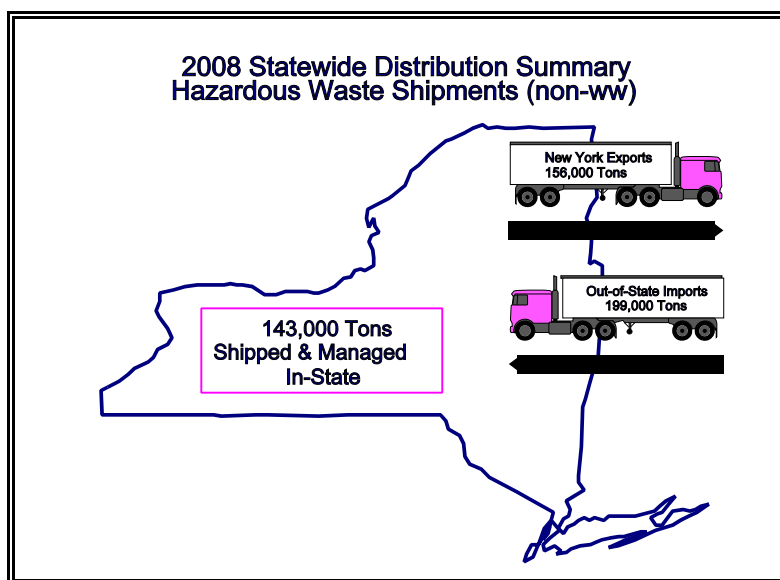 2008 Statewide Distribution Summary
Hazardous Waste Shipments (non-ww)
New York Exports
156,000 Tons
Out-of-State Imports
199,000 Tons
143,000 Tons
Shipped & Managed
In-State